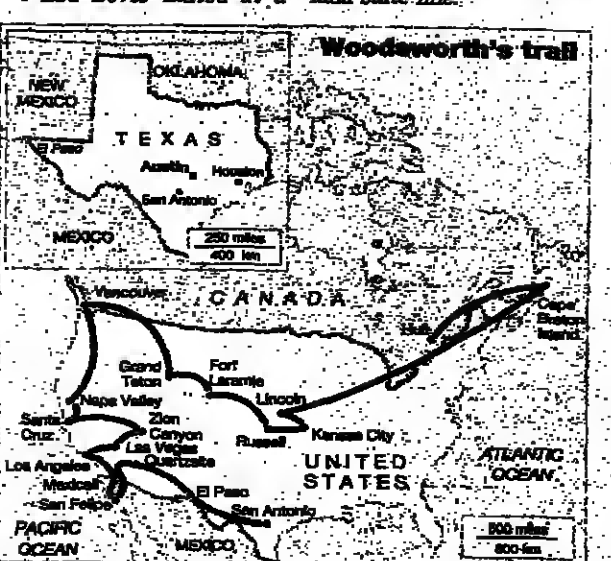 Woodsworth's trail
NEW
MEXICO
OKLAHOMA
El Paso
TEXAS
Austin
Houston
San Antonio
MEXICO
250 miles
400 km
Vancouver
CANADA
Cape
Breton
Island
Grand
Teton
Fort
Laramie
Lincoln
Napa Valley
Santa
Cruz
Zion
Canyon
Russell
Kansas City
Las Vegas
Quartzsite
Los Angeles
Mexicali
San Felipe
UNITED
STATES
ATLANTIC
OCEAN
El Paso
San Antonio
PACIFIC
OCEAN
MEXICO
500 miles
800 km